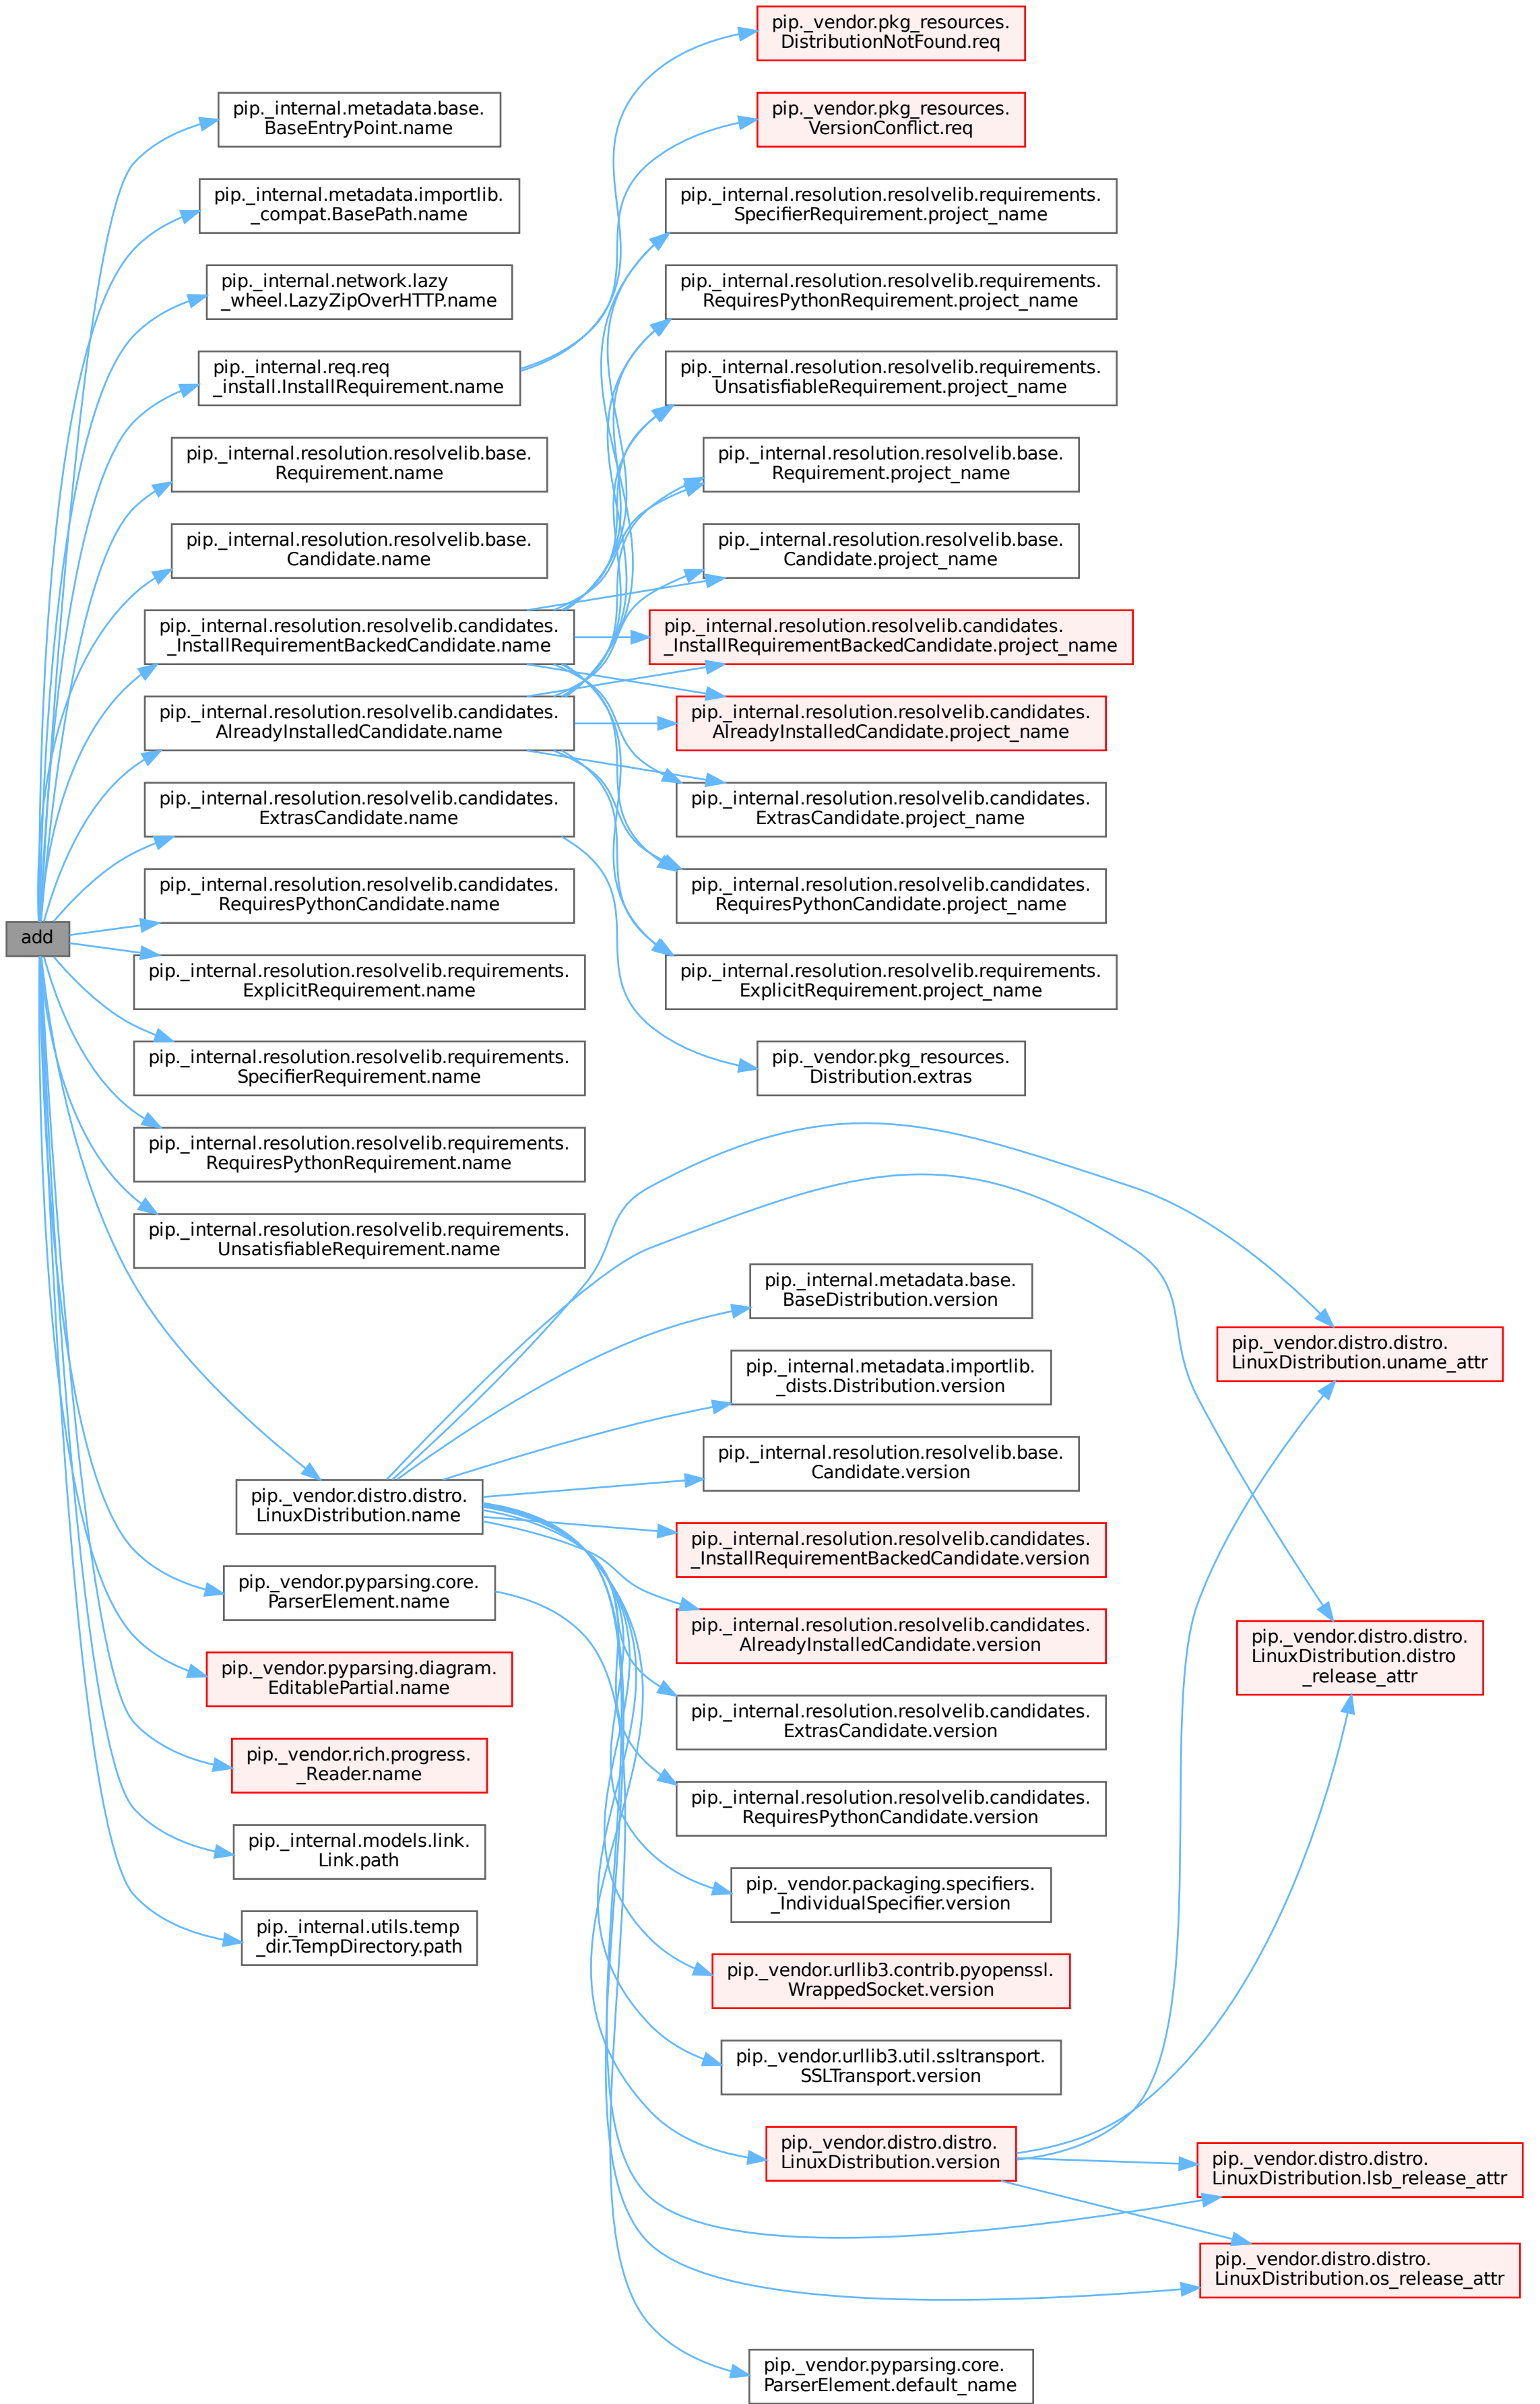 add
pip._internal.metadata.base.
BaseEntryPoint.name
pip._internal.metadata.importlib.
_compat.BasePath.name
pip._internal.network.lazy
_wheel.LazyZipOverHTTP.name
pip._internal.req.req
_install.InstallRequirement.name
pip._internal.resolution.resolvelib.base.
Requirement.name
pip._internal.resolution.resolvelib.base.
Candidate.name
pip._internal.resolution.resolvelib.candidates.
_InstallRequirementBackedCandidate.name
pip._internal.resolution.resolvelib.candidates.
AlreadyInstalledCandidate.name
pip._internal.resolution.resolvelib.candidates.
ExtrasCandidate.name
pip._internal.resolution.resolvelib.candidates.
RequiresPythonCandidate.name
pip._internal.resolution.resolvelib.requirements.
ExplicitRequirement.name
pip._internal.resolution.resolvelib.requirements.
SpecifierRequirement.name
pip._internal.resolution.resolvelib.requirements.
RequiresPythonRequirement.name
pip._internal.resolution.resolvelib.requirements.
UnsatisfiableRequirement.name
pip._vendor.distro.distro.
LinuxDistribution.name
pip._vendor.pyparsing.core.
ParserElement.name
pip._vendor.pyparsing.diagram.
EditablePartial.name
pip._vendor.rich.progress.
_Reader.name
pip._internal.models.link.
Link.path
pip._internal.utils.temp
_dir.TempDirectory.path
pip._vendor.pkg_resources.
DistributionNotFound.req
pip._vendor.pkg_resources.
VersionConflict.req
pip._internal.resolution.resolvelib.requirements.
SpecifierRequirement.project_name
pip._internal.resolution.resolvelib.requirements.
RequiresPythonRequirement.project_name
pip._internal.resolution.resolvelib.requirements.
UnsatisfiableRequirement.project_name
pip._internal.resolution.resolvelib.base.
Requirement.project_name
pip._internal.resolution.resolvelib.base.
Candidate.project_name
pip._internal.resolution.resolvelib.candidates.
_InstallRequirementBackedCandidate.project_name
pip._internal.resolution.resolvelib.candidates.
AlreadyInstalledCandidate.project_name
pip._internal.resolution.resolvelib.candidates.
ExtrasCandidate.project_name
pip._internal.resolution.resolvelib.candidates.
RequiresPythonCandidate.project_name
pip._internal.resolution.resolvelib.requirements.
ExplicitRequirement.project_name
pip._vendor.pkg_resources.
Distribution.extras
pip._internal.metadata.base.
BaseDistribution.version
pip._internal.metadata.importlib.
_dists.Distribution.version
pip._internal.resolution.resolvelib.base.
Candidate.version
pip._internal.resolution.resolvelib.candidates.
_InstallRequirementBackedCandidate.version
pip._internal.resolution.resolvelib.candidates.
AlreadyInstalledCandidate.version
pip._internal.resolution.resolvelib.candidates.
ExtrasCandidate.version
pip._internal.resolution.resolvelib.candidates.
RequiresPythonCandidate.version
pip._vendor.packaging.specifiers.
_IndividualSpecifier.version
pip._vendor.urllib3.contrib.pyopenssl.
WrappedSocket.version
pip._vendor.urllib3.util.ssltransport.
SSLTransport.version
pip._vendor.distro.distro.
LinuxDistribution.version
pip._vendor.pyparsing.core.
ParserElement.default_name
pip._vendor.distro.distro.
LinuxDistribution.uname_attr
pip._vendor.distro.distro.
LinuxDistribution.distro
_release_attr
pip._vendor.distro.distro.
LinuxDistribution.lsb_release_attr
pip._vendor.distro.distro.
LinuxDistribution.os_release_attr